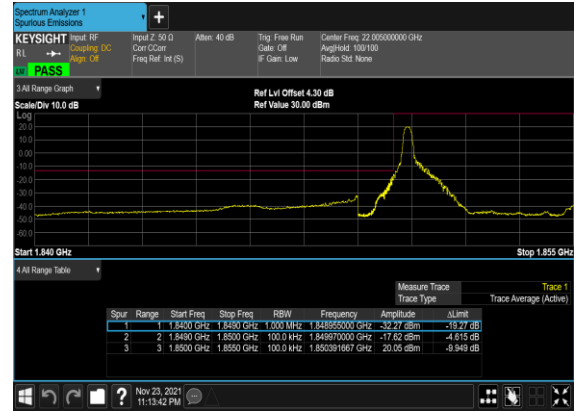 Spectrum Analyzer 1
Spurious Emissions
+
KEYSIGHT Input: RF Input Z: 50 Ω Atten: 40 dB Trig: Free Run Center Freq: 22.005000000 GHz
RL Coupling: DC Corr CCorr Gate: Off Avg|Hold: 100/100
Align: Off Freq Ref: Int (S) IF Gain: Low Radio Std: None
PASS
3 All Range Graph
Ref Lvl Offset 4.30 dB
Scale/Div 10.0 dB Ref Value 30.00 dBm
Log
20.0
10.0
0.00
-10.0
-20.0
-30.0
-40.0
-50.0
-60.0
Start 1.840 GHz Stop 1.855 GHz
4 All Range Table
Measure Trace Trace 1
Trace Type Trace Average (Active)
Spur Range Start Freq Stop Freq RBW Frequency Amplitude ΔLimit
1 1 1.8400 GHz 1.8490 GHz 1.000 MHz 1.848955000 GHz -32.27 dBm -19.27 dB
2 2 1.8490 GHz 1.8500 GHz 100.0 kHz 1.849970000 GHz -17.62 dBm -4.615 dB
3 3 1.8500 GHz 1.8550 GHz 100.0 kHz 1.850391667 GHz 20.05 dBm -9.949 dB
? Nov 23, 2021
11:13:42 PM